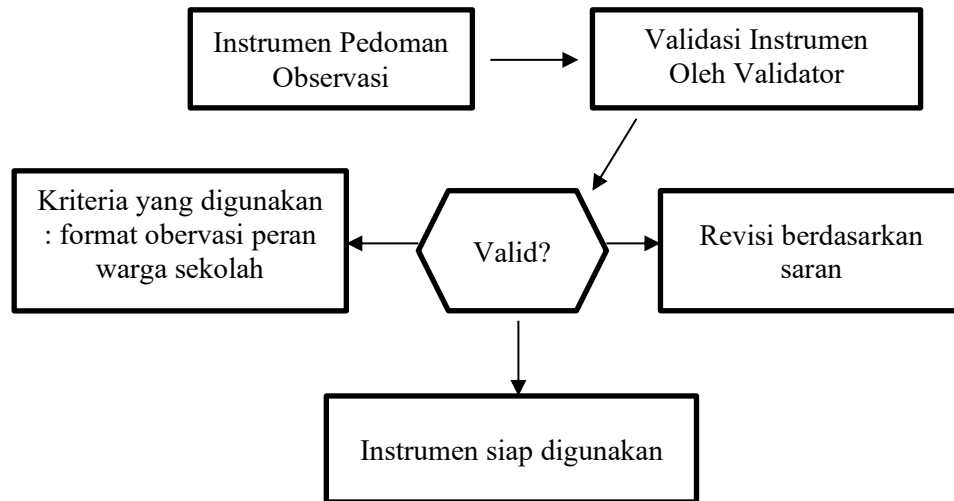 Instrumen Pedoman
Observasi
Validasi Instrumen
Oleh Validator
Kriteria yang digunakan
: format obervasi peran
warga sekolah
Valid?
Revisi berdasarkan
saran
Instrumen siap digunakan